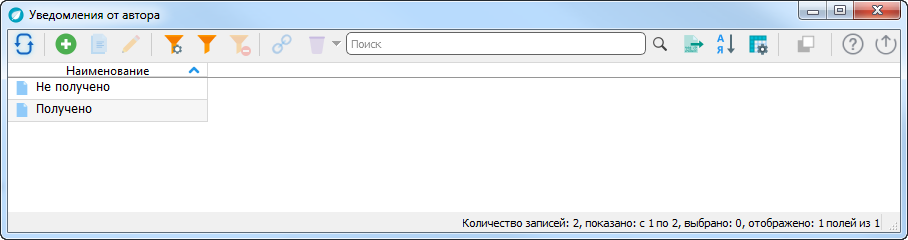 Уведомления от автора
Поиск
А
Я
Наименование
Не получено
Получено
Количество записей: 2, показано: с 1 по 2, выбрано: 0, отображено: 1 полей из 1